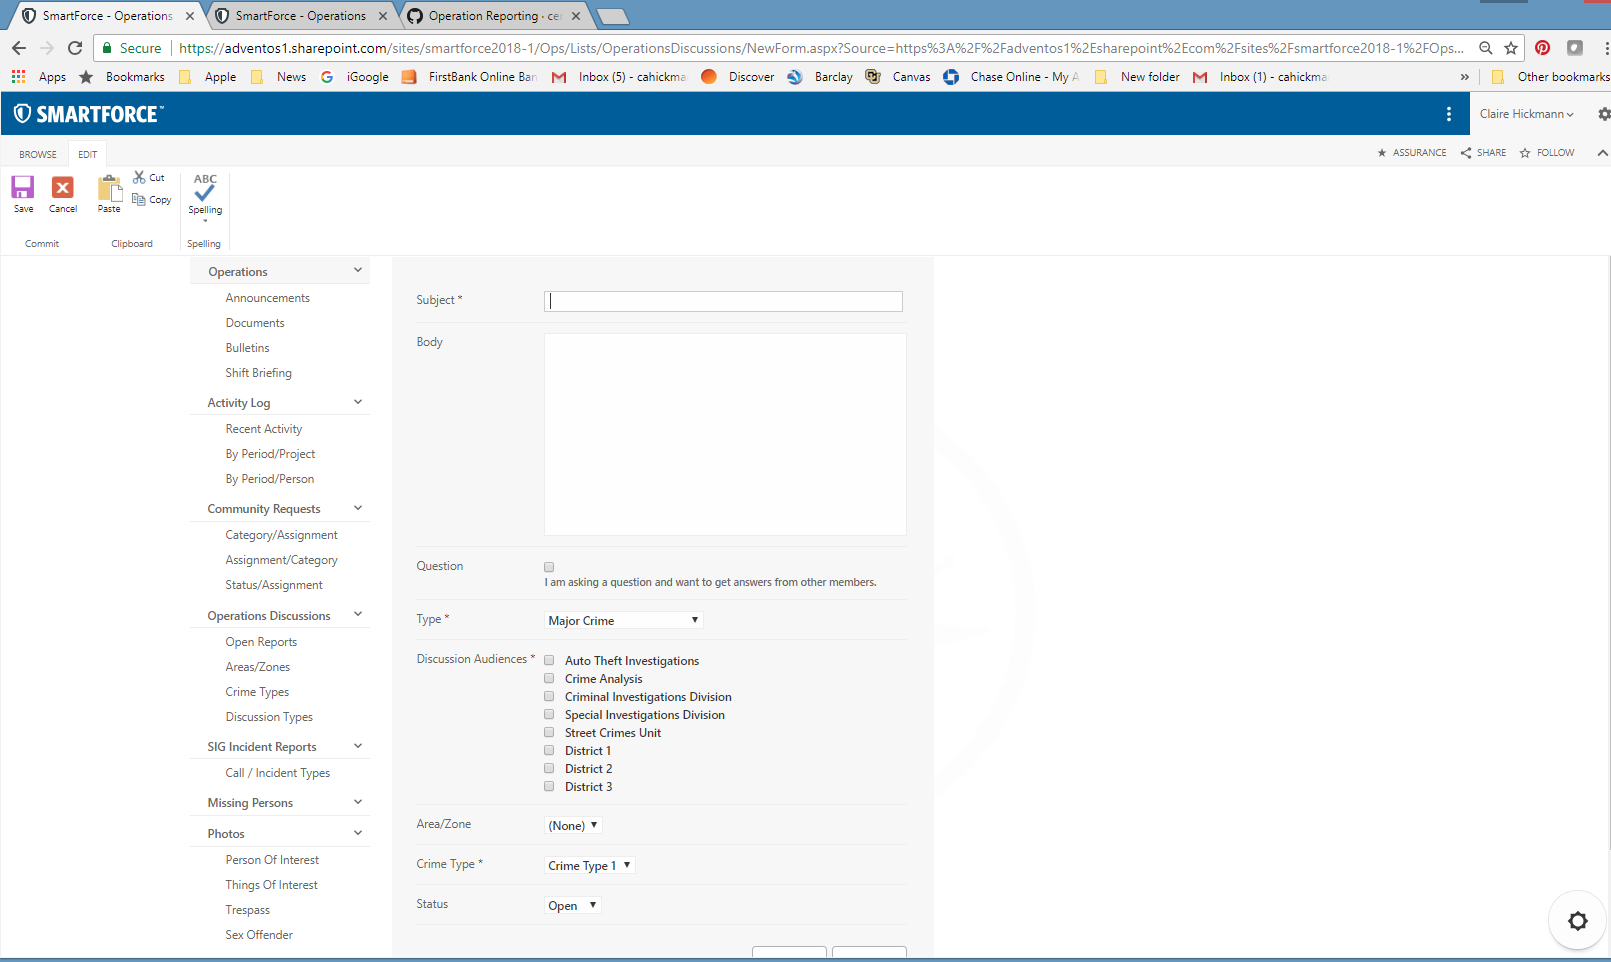 SmartForce - Operations
SmartForce - Operations
Operation Reporting · ce
Secure
https://adventos1.sharepoint.com/sites/smartforce2018-1/Ops/Lists/OperationsDiscussions/NewForm.aspx?Source=https%3A%2F%2Fadventos1%2Esharepoint%2Ecom%2Fsites%2Fsmartforce2018-1%2FOps...
Apps
Bookmarks
Apple
News
iGoogle
FirstBank Online Ban
Inbox (5) - cahickma
Discover
Barclay
Canvas
Chase Online - My A
New folder
Inbox (1) - cahickma
»
Other bookmarks
SMARTFORCE™
Claire Hickmann
BROWSE
EDIT
ASSURANCE
SHARE
FOLLOW
Save
Cancel
Paste
Cut
Copy
ABC
Spelling
Commit
Clipboard
Spelling
Operations
Announcements
Documents
Bulletins
Shift Briefing
Activity Log
Recent Activity
By Period/Project
By Period/Person
Community Requests
Category/Assignment
Assignment/Category
Status/Assignment
Operations Discussions
Open Reports
Areas/Zones
Crime Types
Discussion Types
SIG Incident Reports
Call / Incident Types
Missing Persons
Photos
Person Of Interest
Things Of Interest
Trespass
Sex Offender
Subject *
Body
Question
I am asking a question and want to get answers from other members.
Type *
Major Crime
Discussion Audiences *
Auto Theft Investigations
Crime Analysis
Criminal Investigations Division
Special Investigations Division
Street Crimes Unit
District 1
District 2
District 3
Area/Zone
(None)
Crime Type *
Crime Type 1
Status
Open